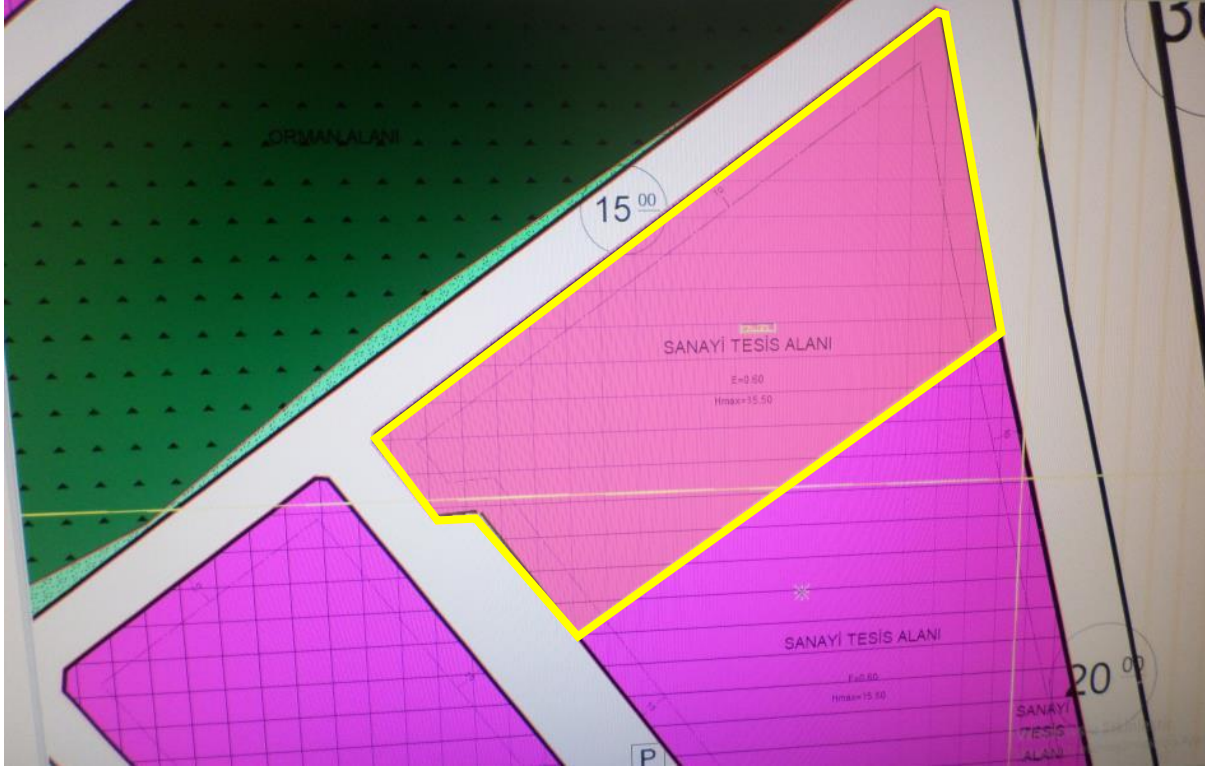 ORMAN ALANI
15 00
10
SANAYİ TESİS ALANI
E=0.60
Hmax=15.50
SANAYİ TESİS ALANI
E=0.60
Hmax=15.50
20 00
SANAYİ
TESİS
ALANI
P